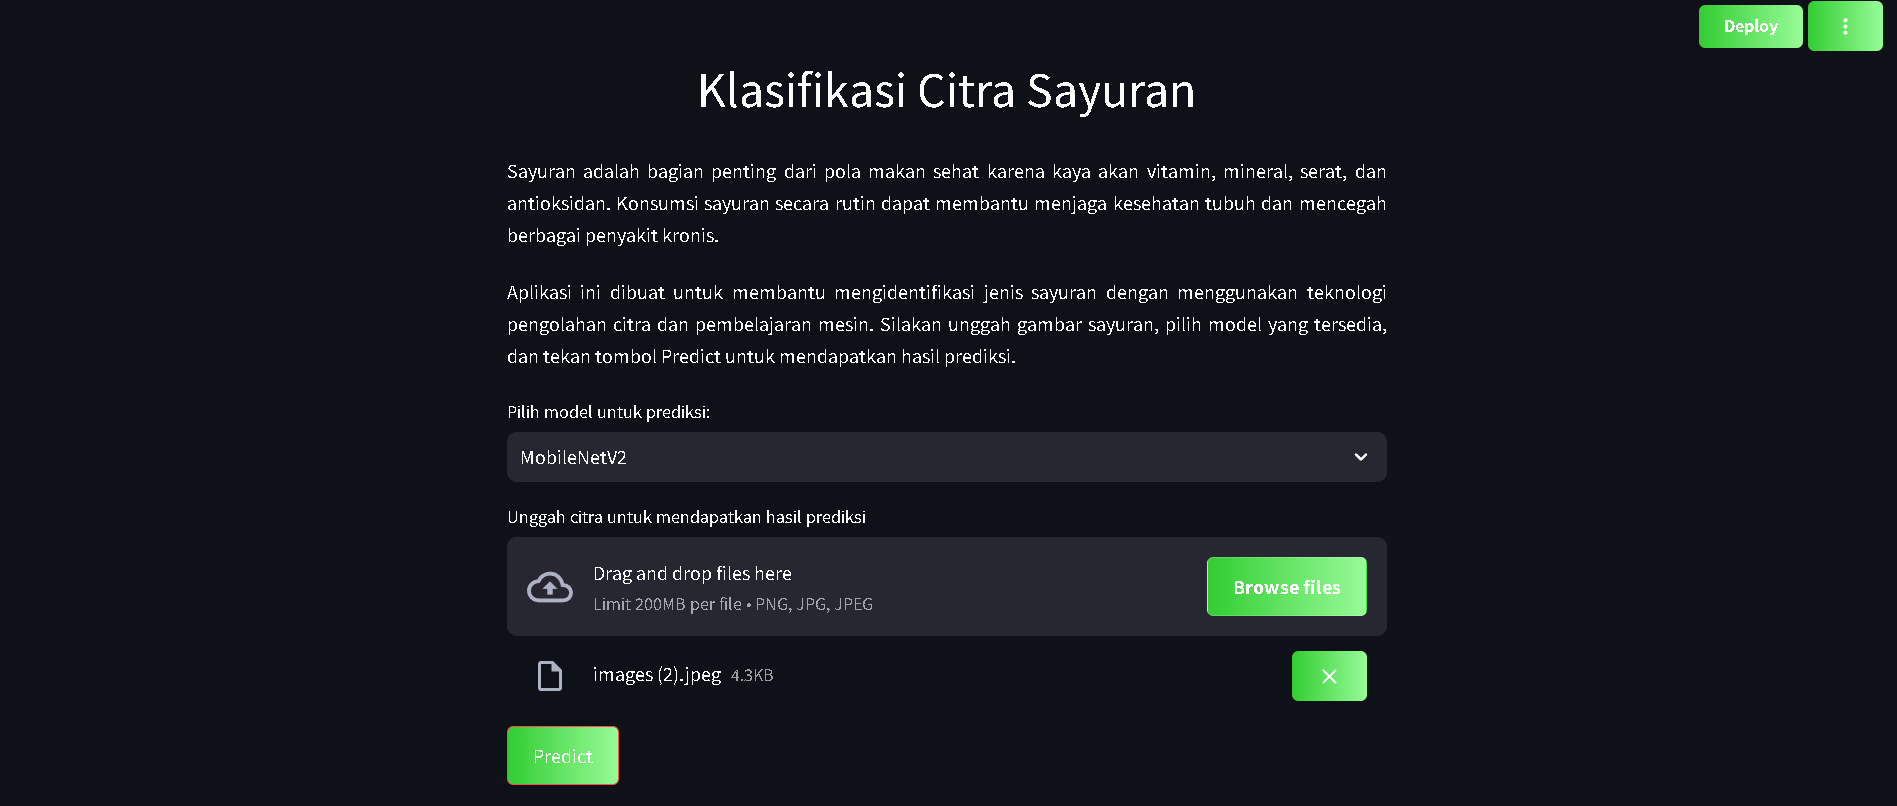 Deploy
Klasifikasi Citra Sayuran
Sayuran adalah bagian penting dari pola makan sehat karena kaya akan vitamin, mineral, serat, dan
antioksidan. Konsumsi sayuran secara rutin dapat membantu menjaga kesehatan tubuh dan mencegah
berbagai penyakit kronis.
Aplikasi ini dibuat untuk membantu mengidentifikasi jenis sayuran dengan menggunakan teknologi
pengolahan citra dan pembelajaran mesin. Silakan unggah gambar sayuran, pilih model yang tersedia,
dan tekan tombol Predict untuk mendapatkan hasil prediksi.
Pilih model untuk prediksi:
MobileNetV2
Unggah citra untuk mendapatkan hasil prediksi
Drag and drop files here
Limit 200MB per file • PNG, JPG, JPEG
Browse files
images (2).jpeg 4.3KB
Predict